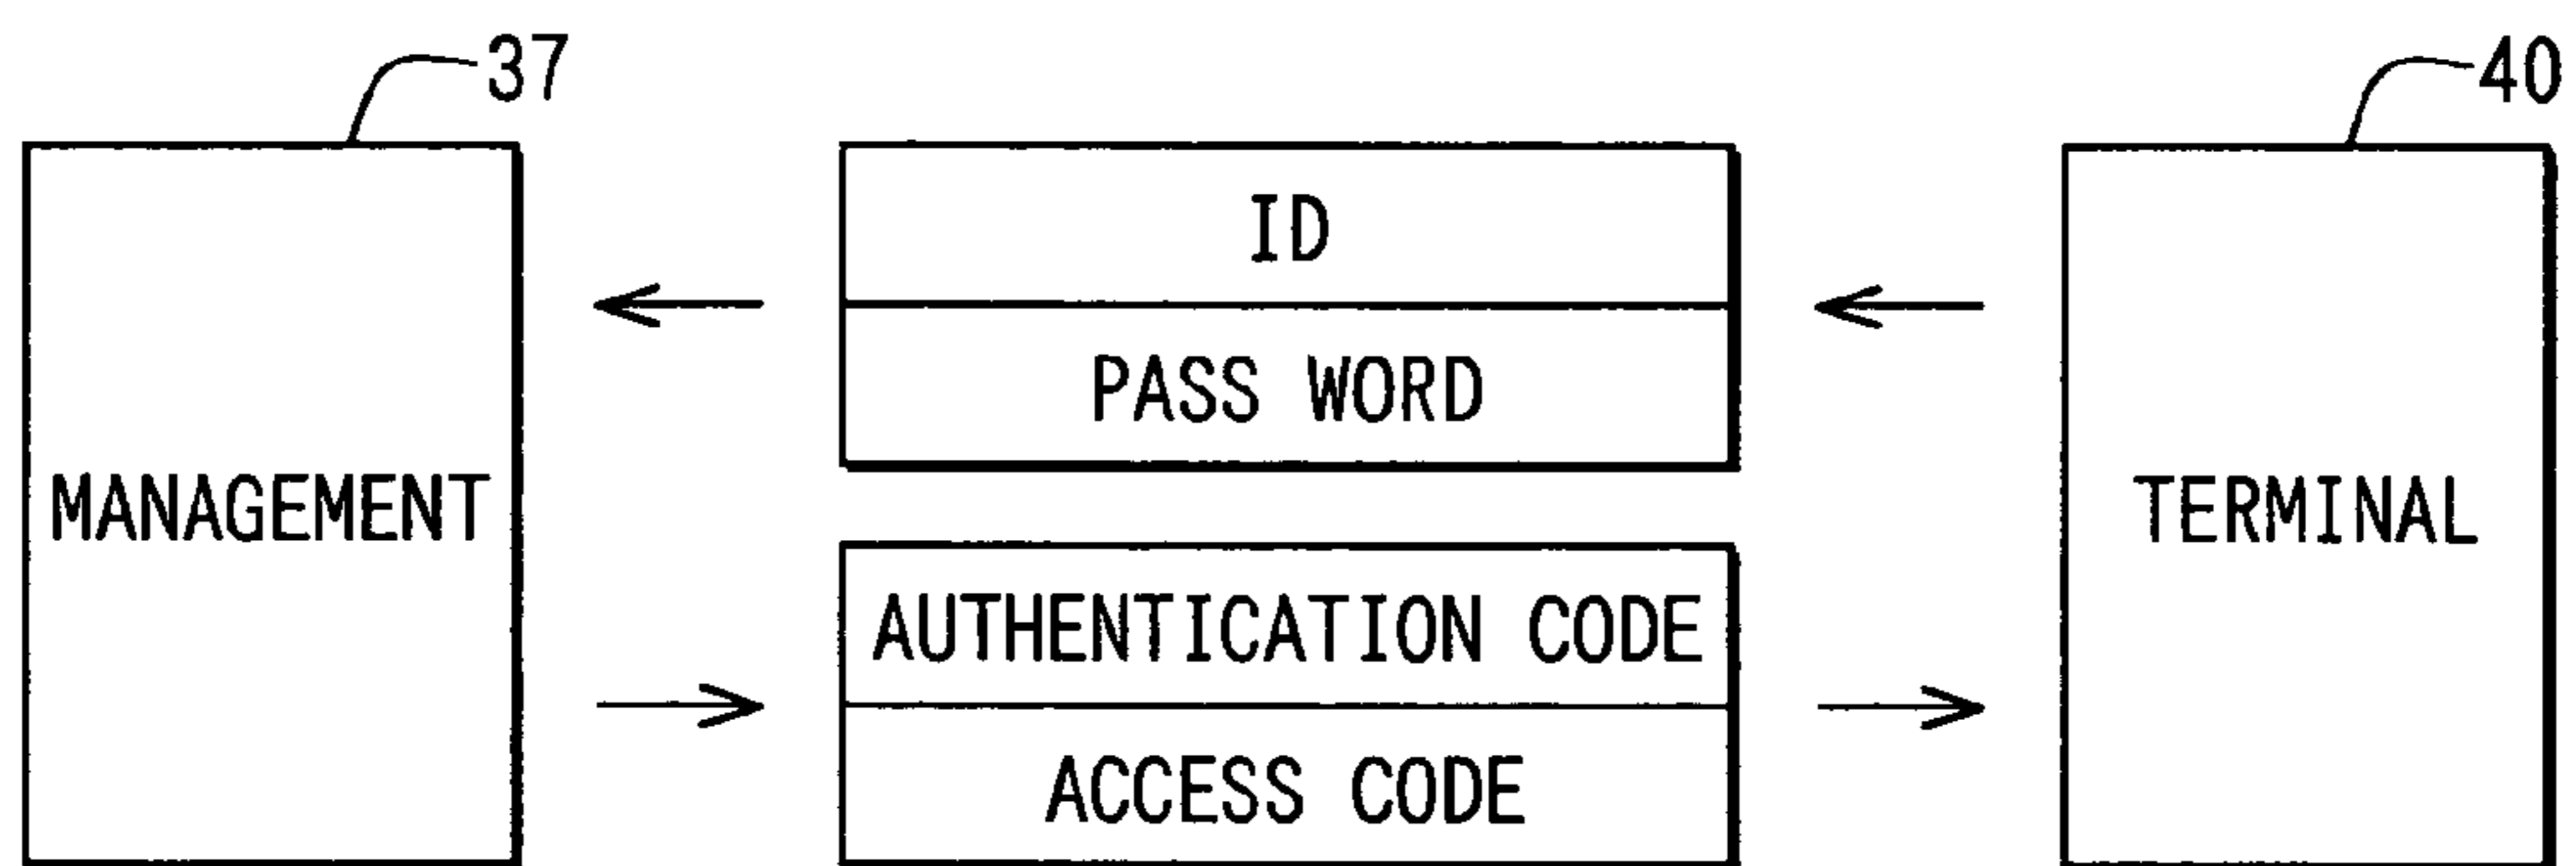 37
40
ID
PASS WORD
MANAGEMENT
TERMINAL
AUTHENTICATION CODE
ACCESS CODE